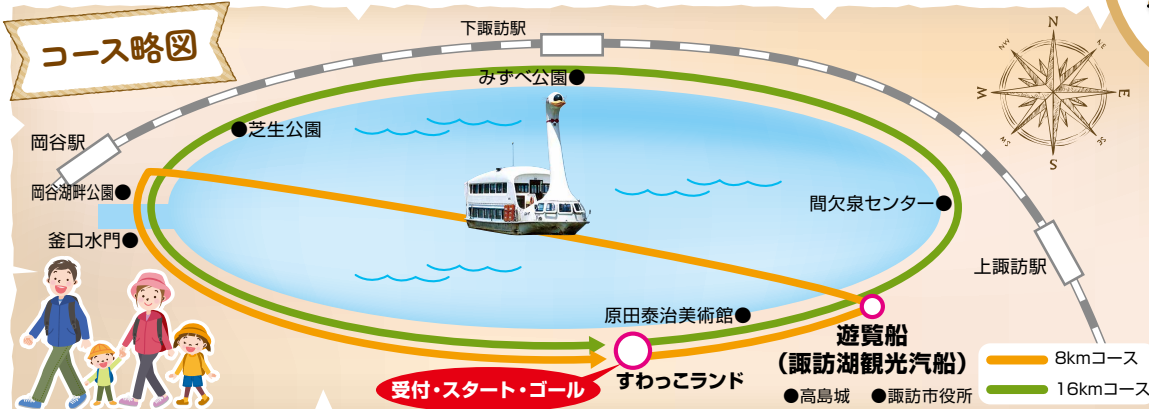 コース略図
下諏訪駅
みずべ公園●
●芝生公園
岡谷駅
岡谷湖畔公園●
釜口水門●
間欠泉センター●
上諏訪駅
原田泰治美術館●
遊覧船
(諏訪湖観光汽船)
すわっこランド
受付・スタート・ゴール
●高島城 ●諏訪市役所
8kmコース
16kmコース
N
NE
E
SE
S
SW
W
NW